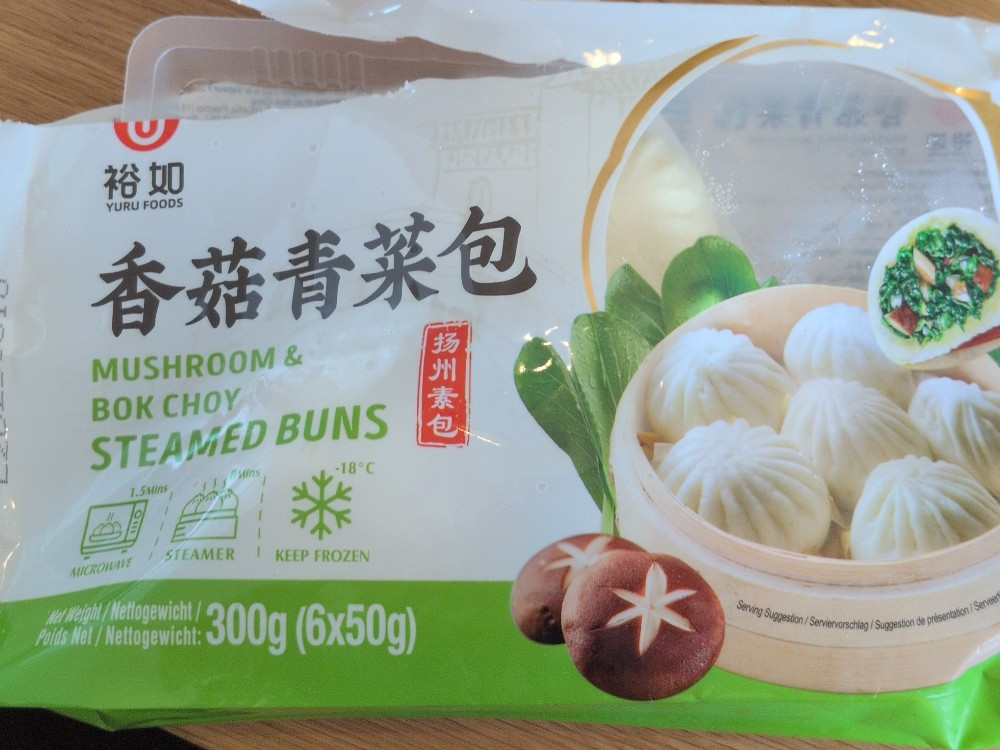 裕如
YURU FOODS
香菇青菜包
MUSHROOM &
BOK CHOY
STEAMED BUNS
扬州素包
-18°C
1.5Mins
8Mins
MICROWAVE
STEAMER
KEEP FROZEN
Net Weight / Nettogewicht /
Poids Net / Nettogewicht: 300g (6x50g)
Serving Suggestion / Serviervorschlag / Suggestion de présentation /